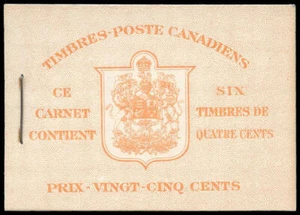 TIMBRES-POSTE CANADIENS
CE
CARNET
CONTIENT
SIX
TIMBRES DE
QUATRE CENTS
PRIX-VINGT-CINQ CENTS